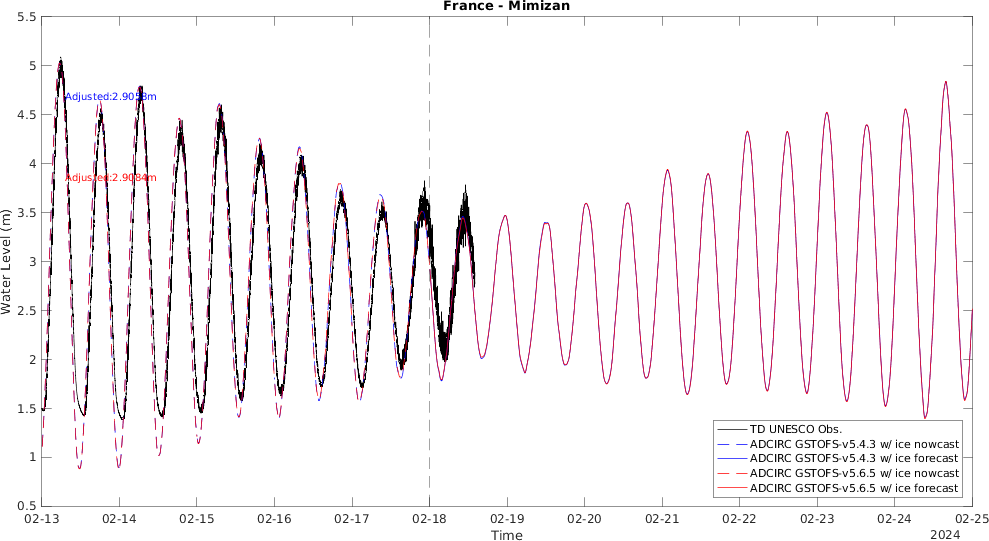 France - Mimizan
5.5
5
4.5
4
3.5
3
2.5
2
1.5
1
0.5
Water Level (m)
Adjusted:2.9058m
Adjusted:2.9084m
TD UNESCO Obs.
ADCIRC GSTOFS-v5.4.3 w/ ice nowcast
ADCIRC GSTOFS-v5.4.3 w/ ice forecast
ADCIRC GSTOFS-v5.6.5 w/ ice nowcast
ADCIRC GSTOFS-v5.6.5 w/ ice forecast
02-13 02-14 02-15 02-16 02-17 02-18 02-19 02-20 02-21 02-22 02-23 02-24 02-25
Time
2024